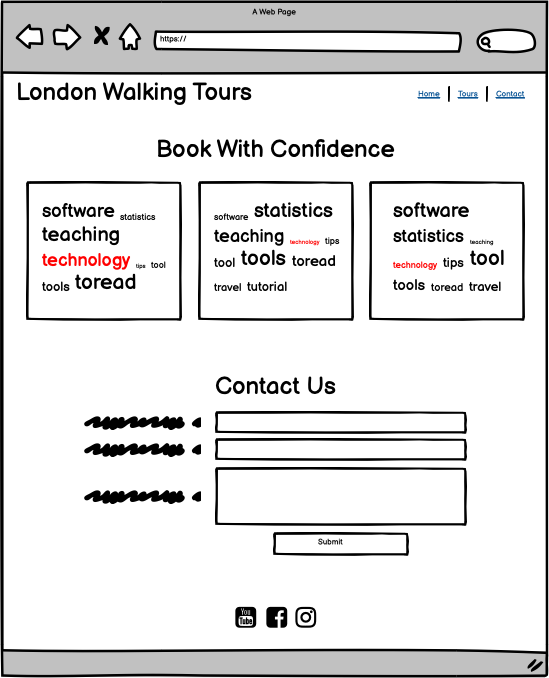 A Web Page
https://
London Walking Tours
Home
Tours
Contact
Book With Confidence
software statistics
teaching
technology tips tool
tools toread
software statistics
teaching technology tips
tool tools toread
travel tutorial
software
statistics teaching
technology tips tool
tools toread travel
Contact Us
Submit
You
Tube